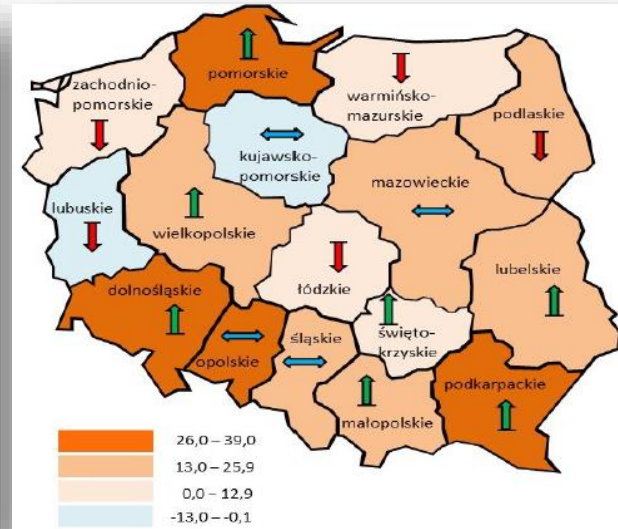 pomorskie
zachodnio-
pomorskie
warmińsko-
mazurskie
podlaskie
kujawsko-
pomorskie
mazowieckie
lubuskie
wielkopolskie
łódzkie
lubelskie
dolnośląskie
opolskie
śląskie
święto-
krzyskie
podkarpackie
małopolskie
26,0 – 39,0
13,0 – 25,9
0,0 – 12,9
-13,0 – -0,1